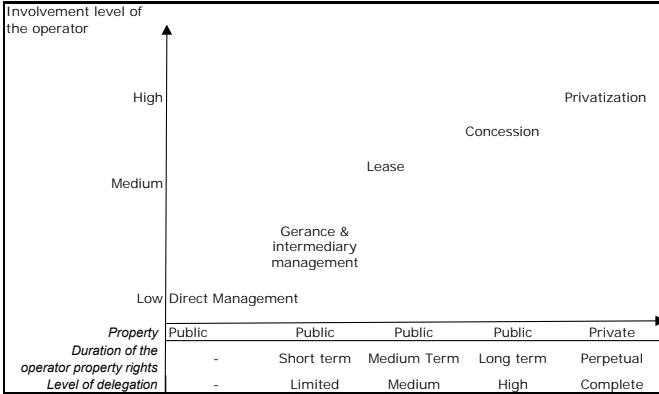 Involvement level of
the operator
High
Privatization
Concession
Lease
Medium
Gerance &
intermediary
management
Low Direct Management
Property Public Public Public Public Private
Duration of the
operator property rights - Short term Medium Term Long term Perpetual
Level of delegation - Limited Medium High Complete